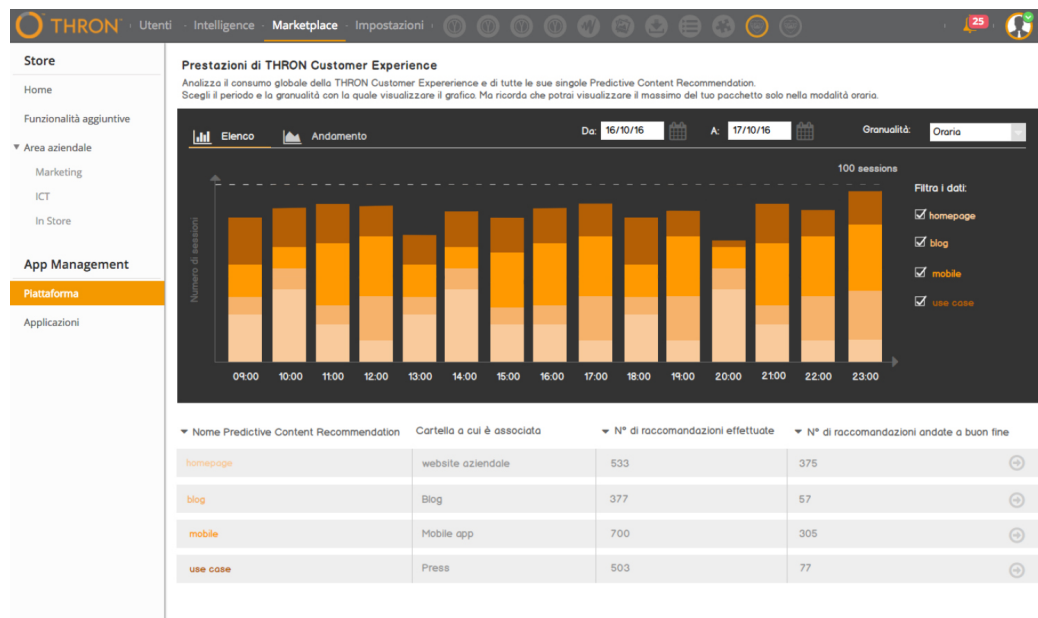 THRON Utenti Intelligence Marketplace Impostazioni 25
Store
Home
Funzionalità aggiuntive
Area aziendale
Marketing
ICT
In Store
App Management
Piattaforma
Applicazioni
Prestazioni di THRON Customer Experience
Analizza il consumo globale della THRON Customer Expererience e di tutte le sue singole Predictive Content Recommendation.
Scegli il periodo e la granualità con la quale visualizzare il grafico. Ma ricorda che potrai visualizzare il massimo del tuo pacchetto solo nella modalità oraria.
Elenco Andamento Da: 16/10/16 A: 17/10/16 Granualità: Oraria
100 sessions
Numero di sessioni
Filtra i dati:
homepage
blog
mobile
use case
09:00 10:00 11:00 12:00 13:00 14:00 15:00 16:00 17:00 18:00 19:00 20:00 21:00 22:00 23:00
Nome Predictive Content Recommendation Cartella a cui è associata N° di raccomandazioni effettuate N° di raccomandazioni andate a buon fine
homepage website aziendale 533 375
blog Blog 377 57
mobile Mobile app 700 305
use case Press 503 77